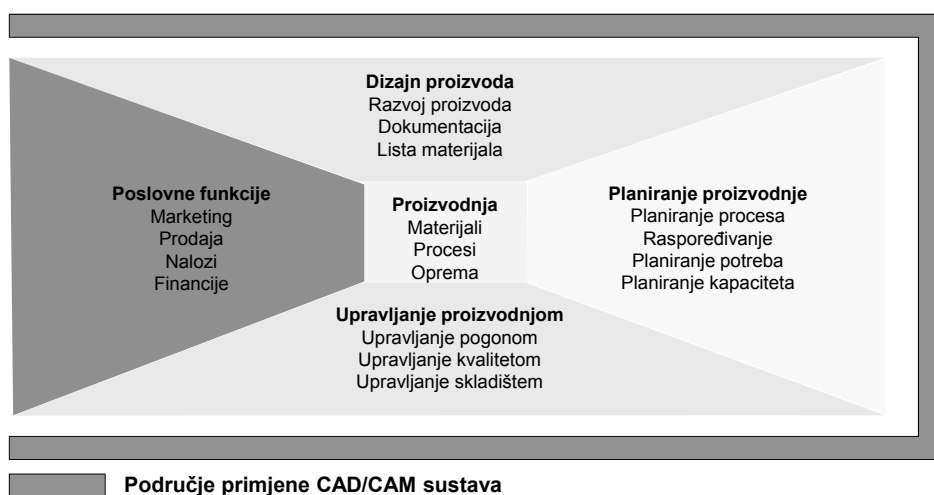 Dizajn proizvoda
Razvoj proizvoda
Dokumentacija
Lista materijala
Poslovne funkcije
Marketing
Prodaja
Nalozi
Financije
Proizvodnja
Materijali
Procesi
Oprema
Planiranje proizvodnje
Planiranje procesa
Raspoređivanje
Planiranje potreba
Planiranje kapaciteta
Upravljanje proizvodnjom
Upravljanje pogonom
Upravljanje kvalitetom
Upravljanje skladištem
Područje primjene CAD/CAM sustava